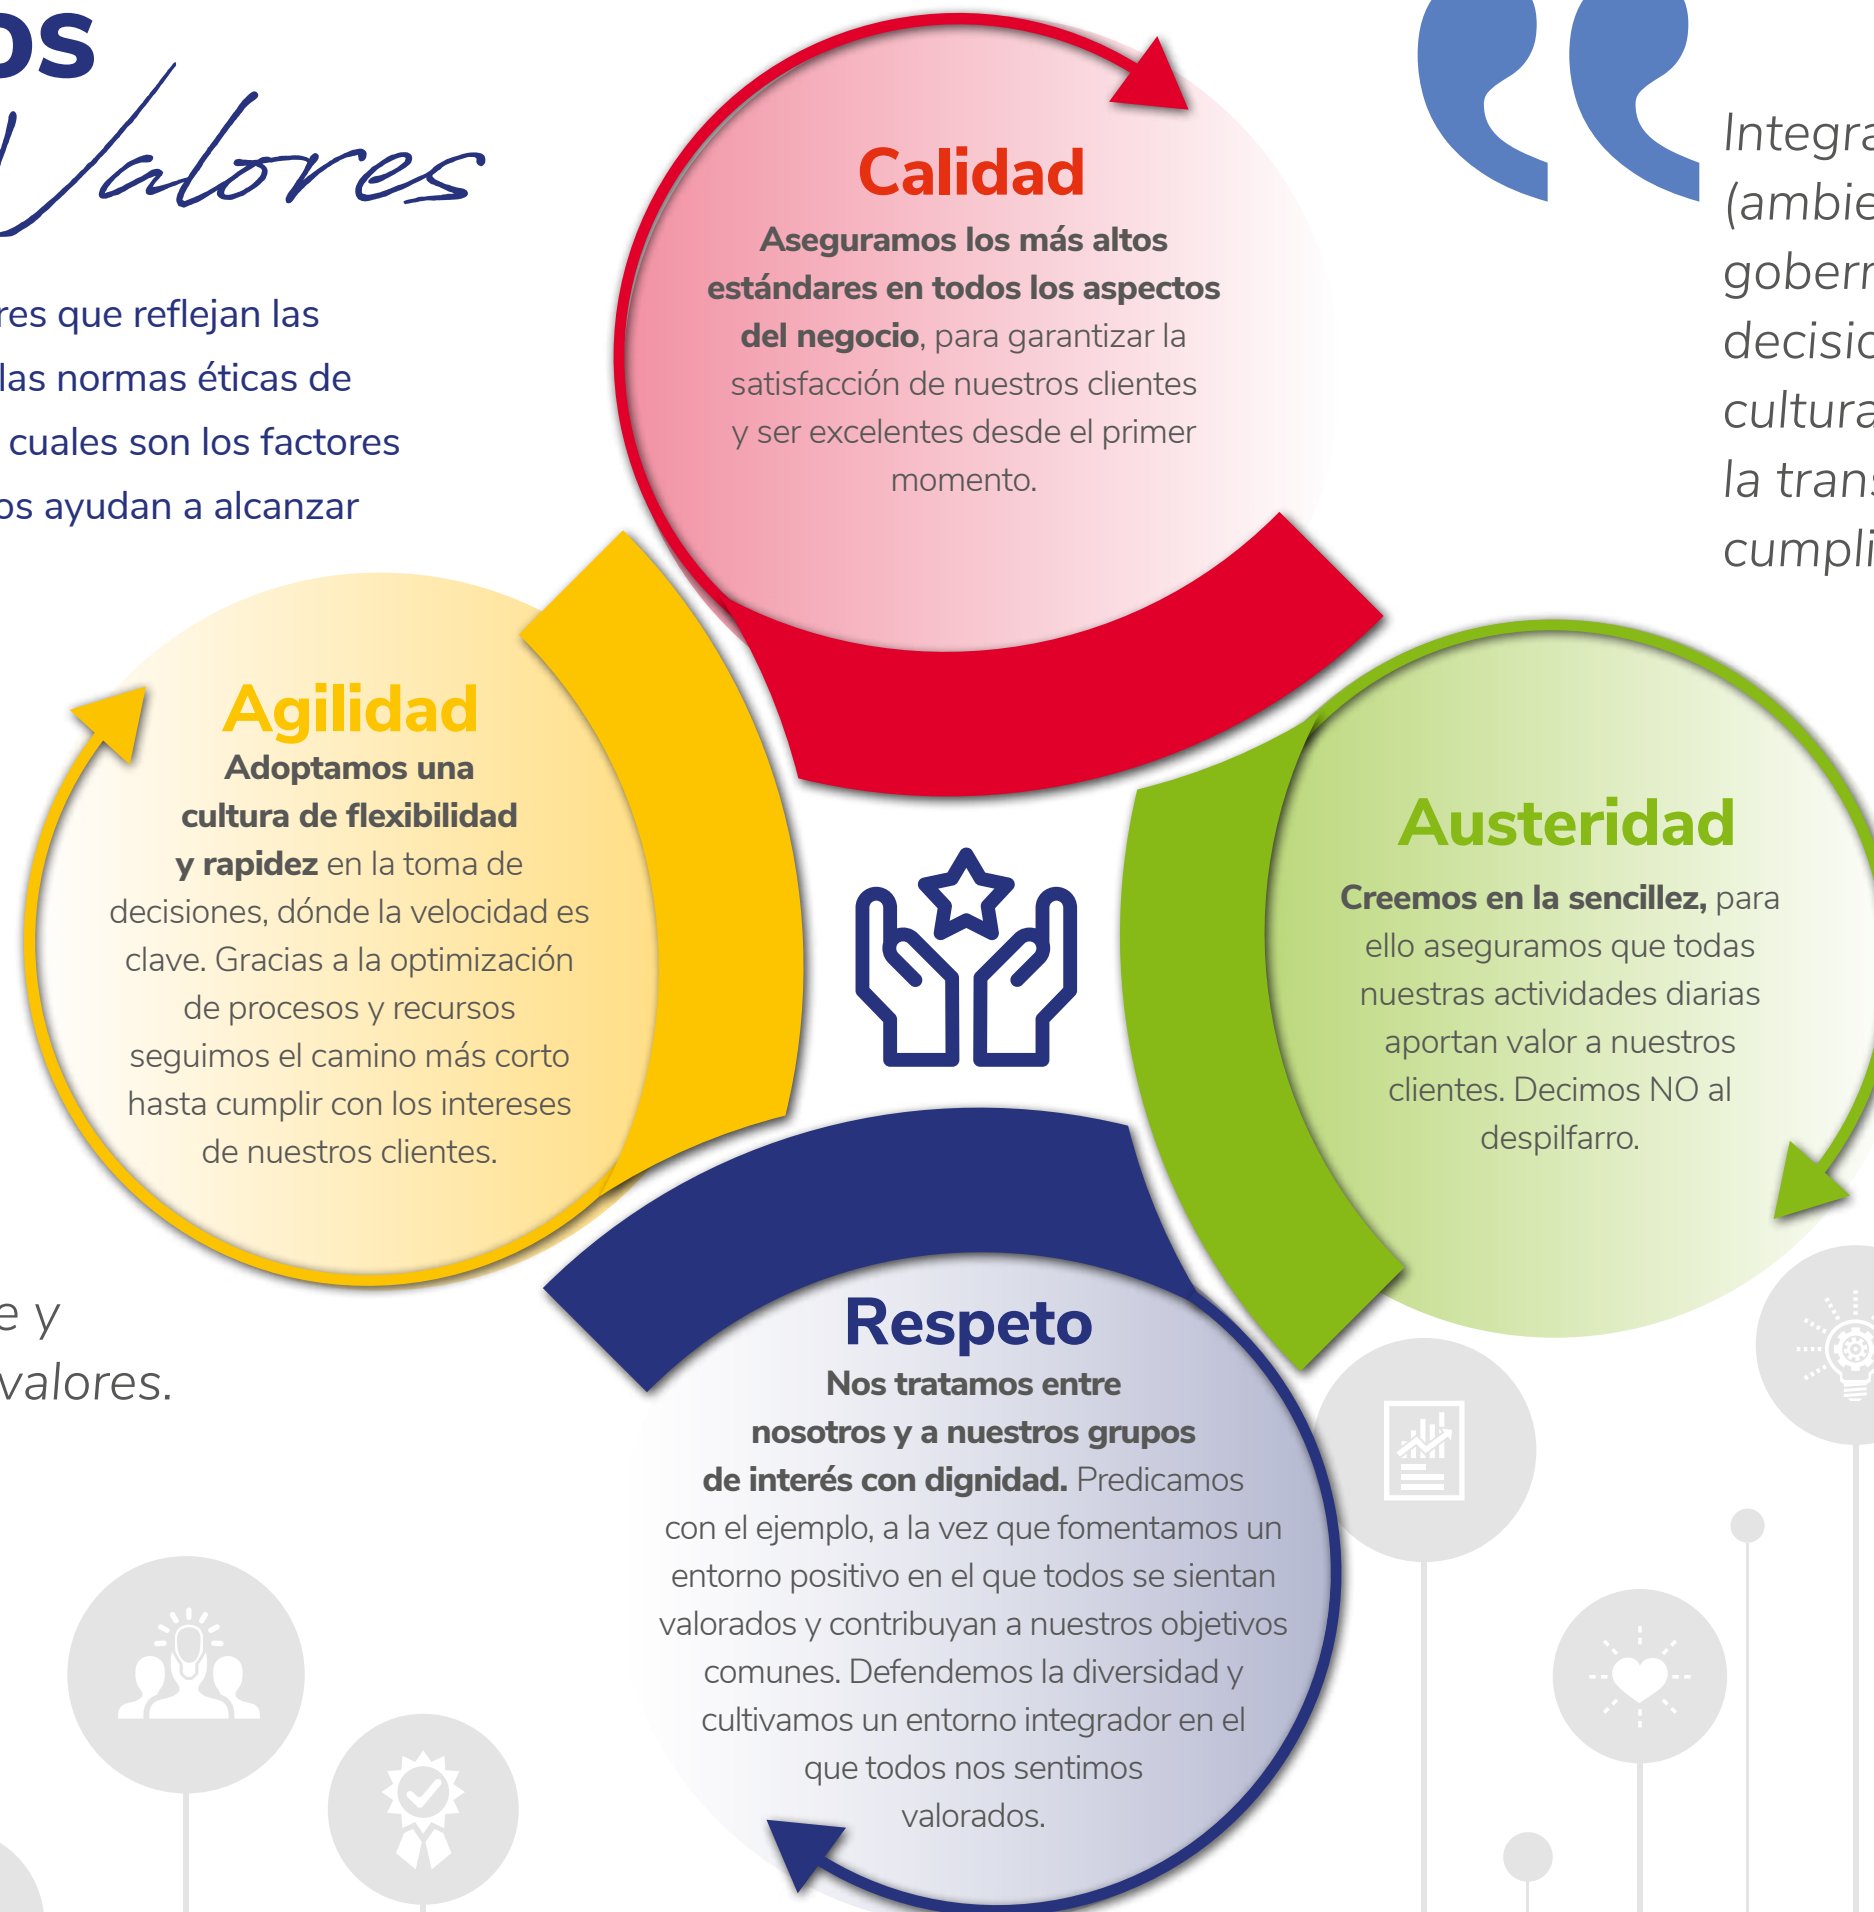 os
Valores
res que reflejan las
las normas éticas de
cuales son los factores
os ayudan a alcanzar
Calidad
Aseguramos los más altos
estándares en todos los aspectos
del negocio, para garantizar la
satisfacción de nuestros clientes
y ser excelentes desde el primer
momento.
Agilidad
Adoptamos una
cultura de flexibilidad
y rapidez en la toma de
decisiones, dónde la velocidad es
clave. Gracias a la optimización
de procesos y recursos
seguimos el camino más corto
hasta cumplir con los intereses
de nuestros clientes.
Austeridad
Creemos en la sencillez, para
ello aseguramos que todas
nuestras actividades diarias
aportan valor a nuestros
clientes. Decimos NO al
despilfarro.
Respeto
Nos tratamos entre
nosotros y a nuestros grupos
de interés con dignidad. Predicamos
con el ejemplo, a la vez que fomentamos un
entorno positivo en el que todos se sientan
valorados y contribuyan a nuestros objetivos
comunes. Defendemos la diversidad y
cultivamos un entorno integrador en el
que todos nos sentimos
valorados.
“
Integra
(ambie
gobern
decisio
cultura
la trans
cumpli
e y
valores.